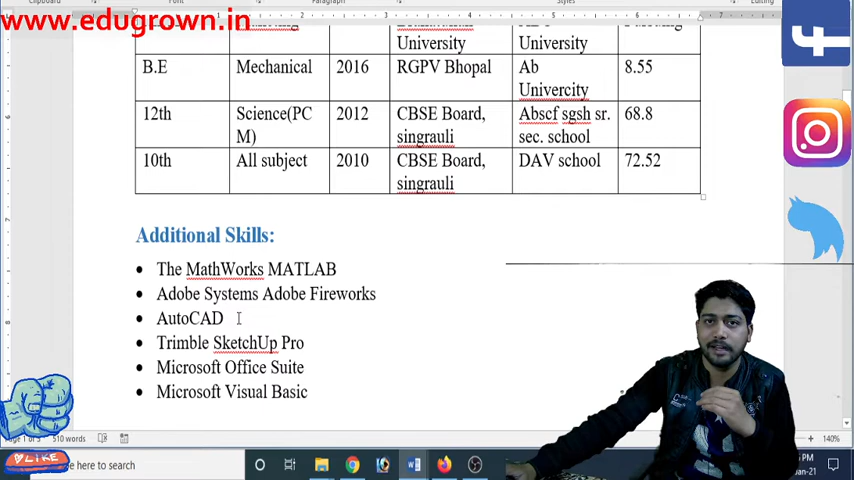 www.edugrown.in
University University
B.E Mechanical 2016 RGPV Bhopal Ab 8.55
Univercity
12th Science(PC 2012 CBSE Board, Abscf sgsh sr. 68.8
M) singrauli sec. school
10th All subject 2010 CBSE Board, DAV school 72.52
singrauli
Additional Skills:
• The MathWorks MATLAB
• Adobe Systems Adobe Fireworks
• AutoCAD
• Trimble SketchUp Pro
• Microsoft Office Suite
• Microsoft Visual Basic
510 words
140%
LIKE
here to search